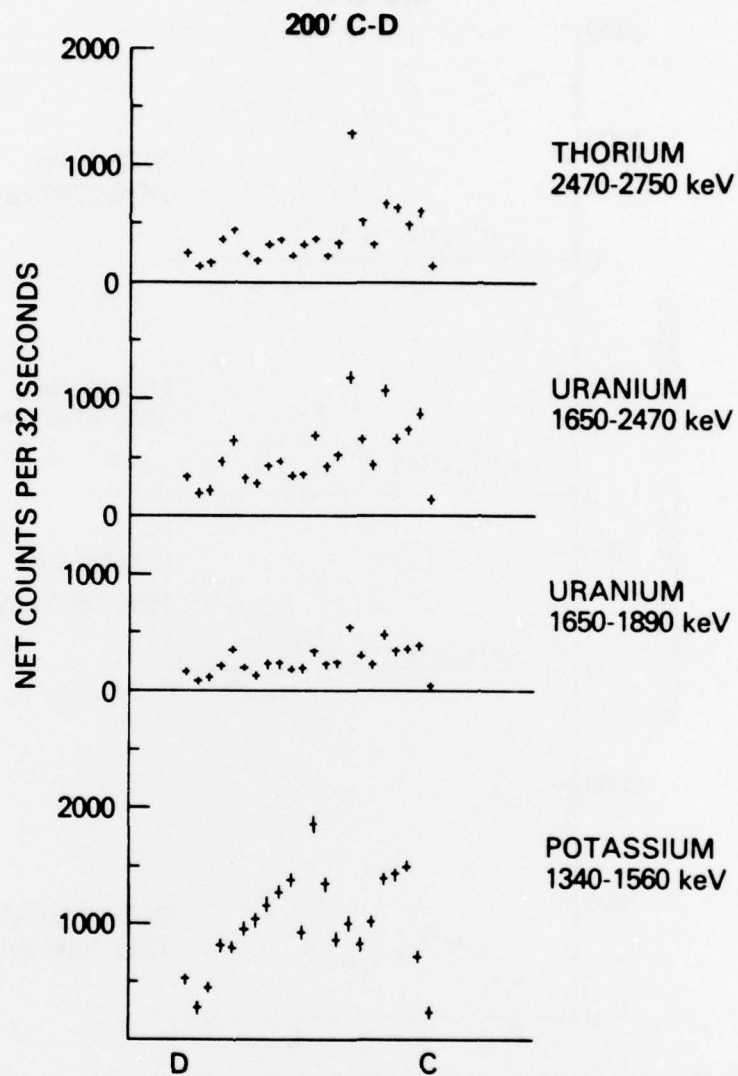 200' C-D
2000
1000
0
THORIUM
2470-2750 keV
1000
0
URANIUM
1650-2470 keV
1000
0
URANIUM
1650-1890 keV
2000
1000
POTASSIUM
1340-1560 keV
NET COUNTS PER 32 SECONDS
D
C